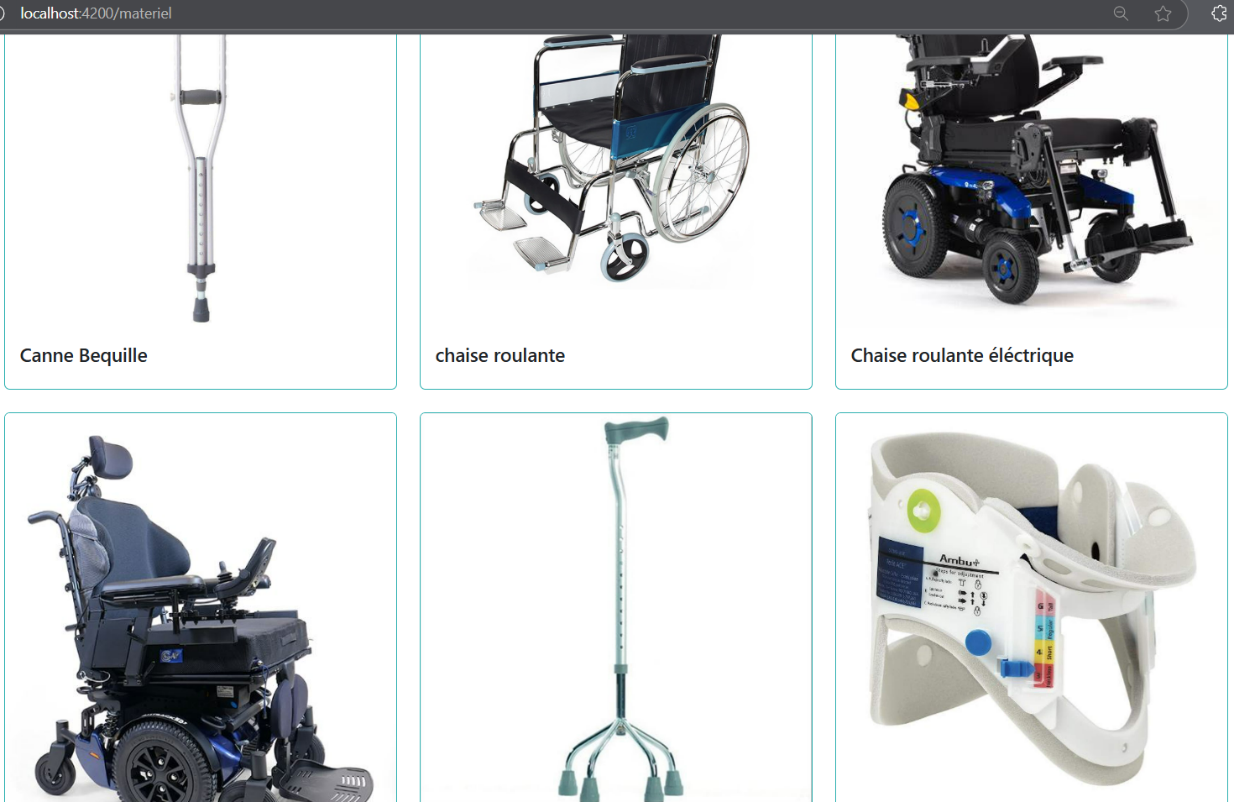 localhost:4200/materiel
Canne Bequille
chaise roulante
Chaise roulante éléctrique
Ambu